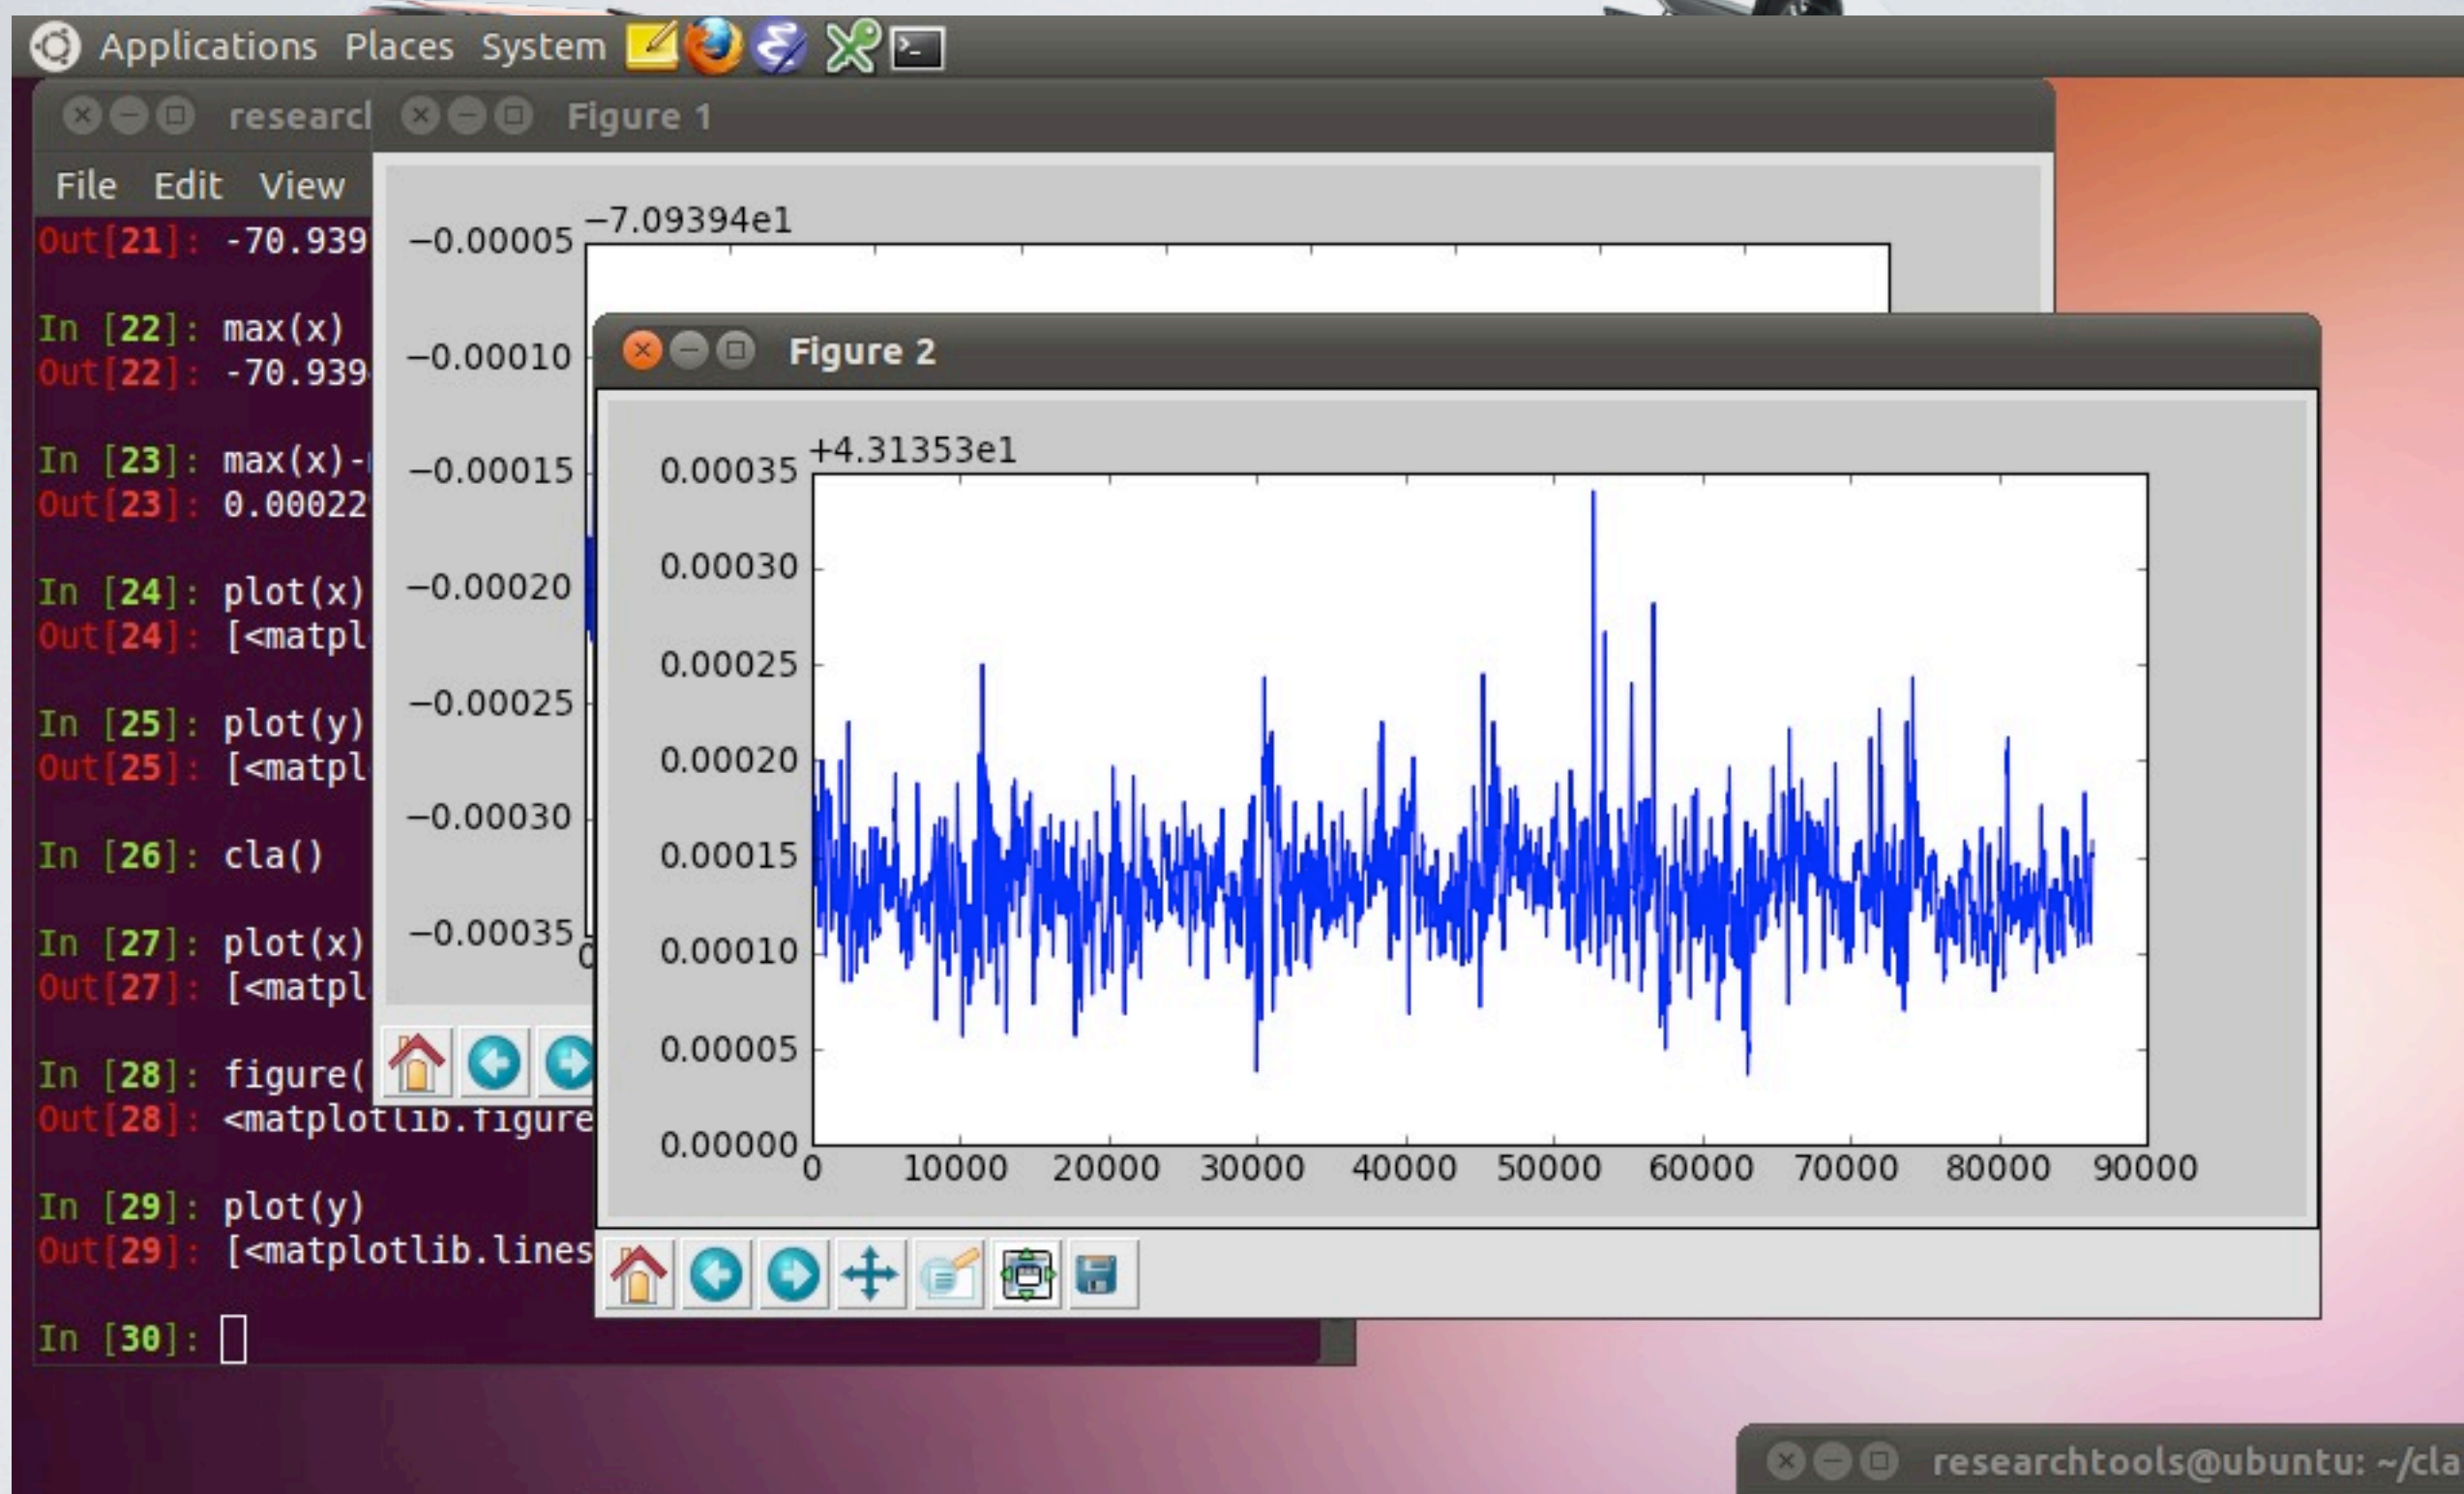 Applications Places System
research
Figure 1
File Edit View
Out[21]: -70.939
In [22]: max(x)
Out[22]: -70.939
In [23]: max(x)-
Out[23]: 0.00022
In [24]: plot(x)
Out[24]: [<matpl
In [25]: plot(y)
Out[25]: [<matpl
In [26]: cla()
In [27]: plot(x)
Out[27]: [<matpl
In [28]: figure(
Out[28]: <matplotlib.figure
In [29]: plot(y)
Out[29]: [<matplotlib.lines
In [30]:
−7.09394e1
−0.00005
−0.00010
−0.00015
−0.00020
−0.00025
−0.00030
−0.00035
0
Figure 2
+4.31353e1
0.00035
0.00030
0.00025
0.00020
0.00015
0.00010
0.00005
0.00000
0 10000 20000 30000 40000 50000 60000 70000 80000 90000
researchtools@ubuntu: ~/cla